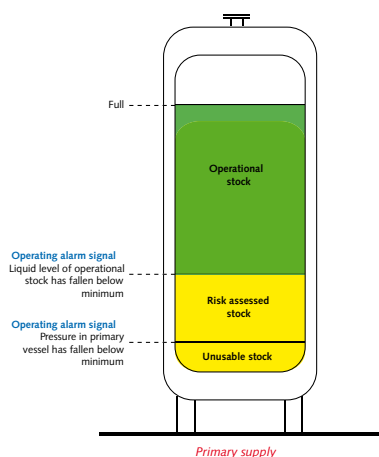 Full
Operational
stock
Operating alarm signal
Liquid level of operational
stock has fallen below
minimum
Risk assessed
stock
Operating alarm signal
Pressure in primary
vessel has fallen below
minimum
Unusable stock
Primary supply